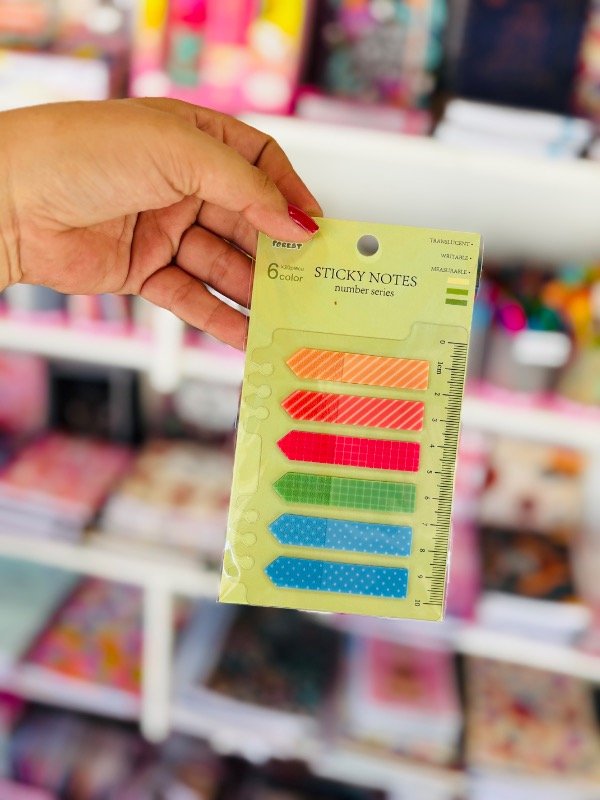 FOREST
6 color
STICKY NOTES
number series
TRANSLUCENT •
WRITABLE •
MEASURABLE •
0
1cm
2
3
4
5
6
7
8
9
10